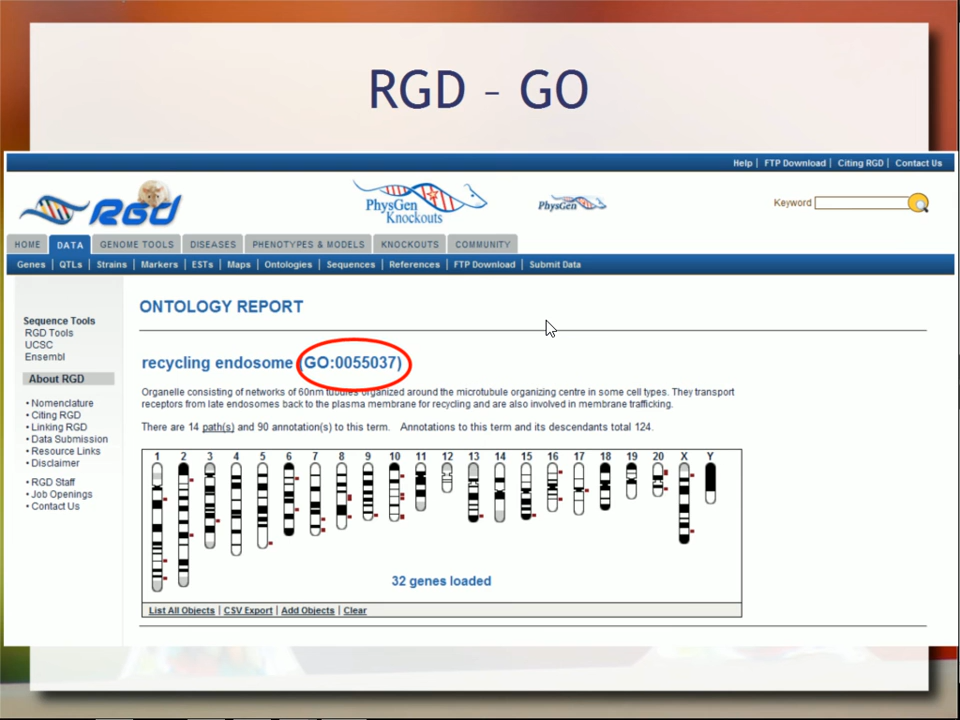 RGD - GO
Help | FTP Download | Citing RGD | Contact Us
RGD
PhysGen
Knockouts
PhysGen
Keyword
HOME DATA GENOME TOOLS DISEASES PHENOTYPES & MODELS KNOCKOUTS COMMUNITY
Genes | QTLs | Strains | Markers | ESTs | Maps | Ontologies | Sequences | References | FTP Download | Submit Data
ONTOLOGY REPORT
Sequence Tools
RGD Tools
UCSC
Ensembl
About RGD
• Nomenclature
• Citing RGD
• Linking RGD
• Data Submission
• Resource Links
• Disclaimer
• RGD Staff
• Job Openings
• Contact Us
recycling endosome (GO:0055037)
Organelle consisting of networks of 60nm tubules organized around the microtubule organizing centre in some cell types. They transport
receptors from late endosomes back to the plasma membrane for recycling and are also involved in membrane trafficking.
There are 14 path(s) and 90 annotation(s) to this term. Annotations to this term and its descendants total 124.
1 2 3 4 5 6 7 8 9 10 11 12 13 14 15 16 17 18 19 20 X Y
32 genes loaded
List All Objects | CSV Export | Add Objects | Clear